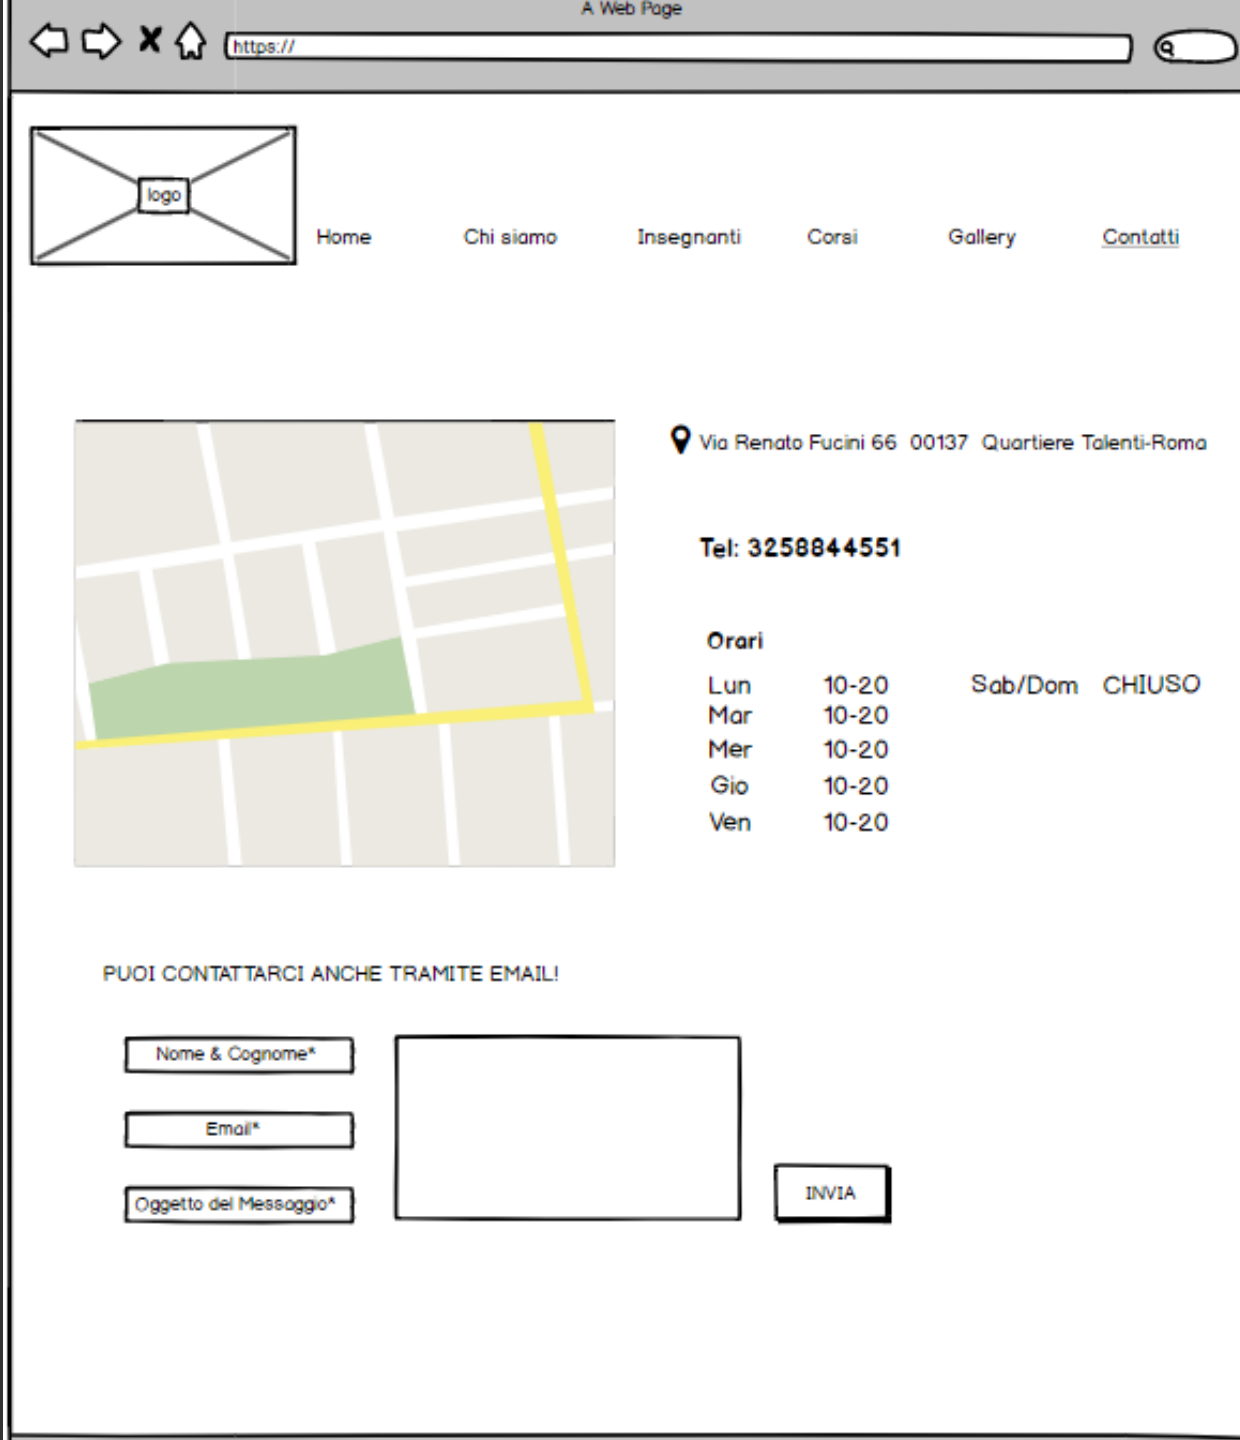 A Web Page
https://
logo
Home Chi siamo Insegnanti Corsi Gallery Contatti
Via Renato Fucini 66 00137 Quartiere Talenti-Roma
Tel: 3258844551
Orari
Lun 10-20 Sab/Dom CHIUSO
Mar 10-20
Mer 10-20
Gio 10-20
Ven 10-20
PUOI CONTATTARCI ANCHE TRAMITE EMAIL!
Nome & Cognome*
Email*
Oggetto del Messaggio*
INVIA